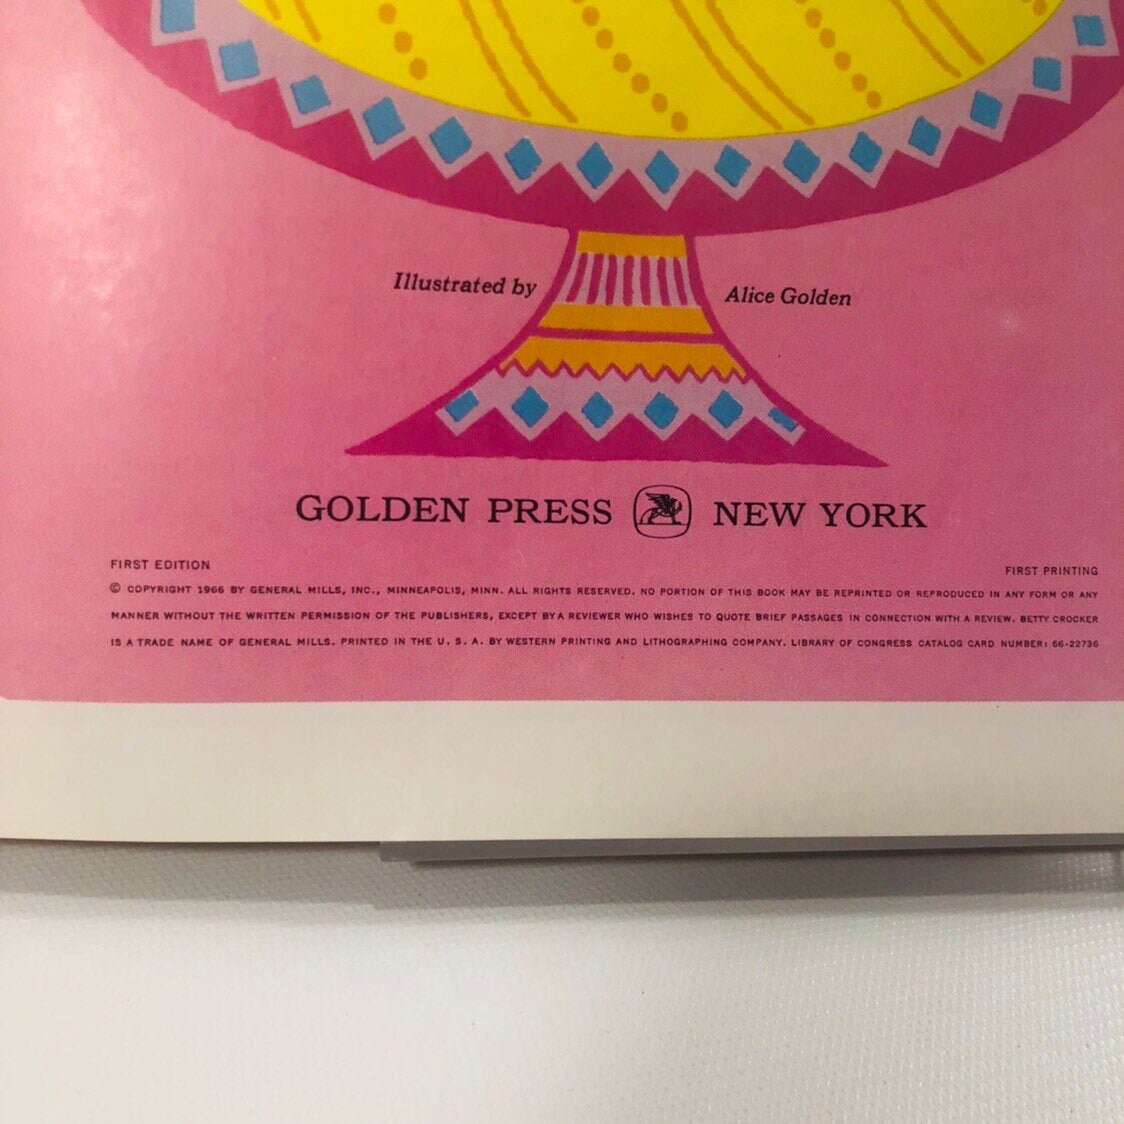 Illustrated by Alice Golden
GOLDEN PRESS NEW YORK
FIRST EDITION FIRST PRINTING
© COPYRIGHT 1966 BY GENERAL MILLS, INC., MINNEAPOLIS, MINN. ALL RIGHTS RESERVED. NO PORTION OF THIS BOOK MAY BE REPRINTED OR REPRODUCED IN ANY FORM OR ANY
MANNER WITHOUT THE WRITTEN PERMISSION OF THE PUBLISHERS, EXCEPT BY A REVIEWER WHO WISHES TO QUOTE BRIEF PASSAGES IN CONNECTION WITH A REVIEW. BETTY CROCKER
IS A TRADE NAME OF GENERAL MILLS. PRINTED IN THE U. S. A. BY WESTERN PRINTING AND LITHOGRAPHING COMPANY. LIBRARY OF CONGRESS CATALOG CARD NUMBER: 66-22736